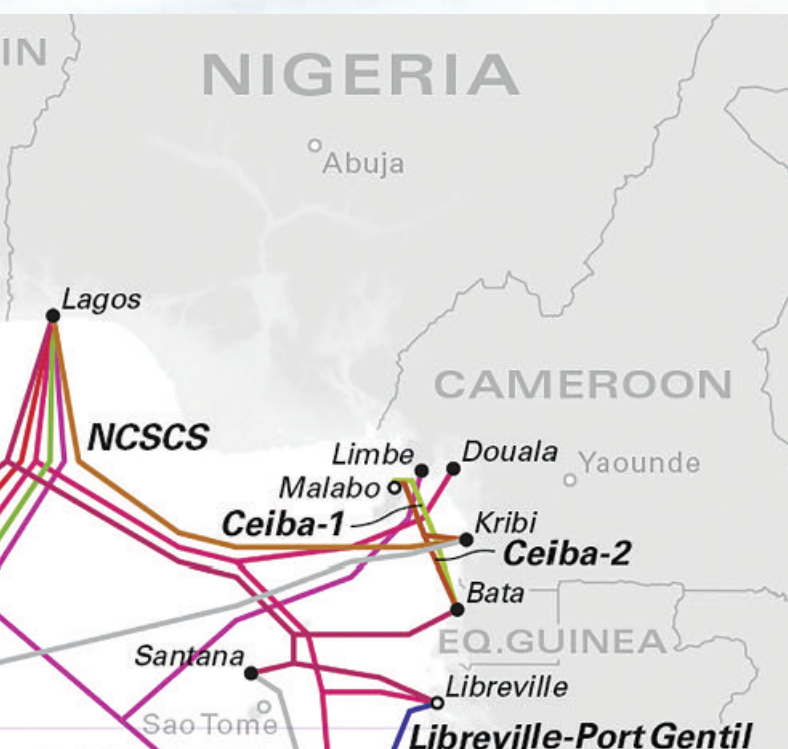 IN
NIGERIA
Abuja
Lagos
CAMEROON
NCSCS
Limbe
Douala
Yaounde
Malabo
Ceiba-1
Kribi
Ceiba-2
Bata
EQ.GUINEA
Santana
Libreville
Sao Tome
Libreville-Port Gentil